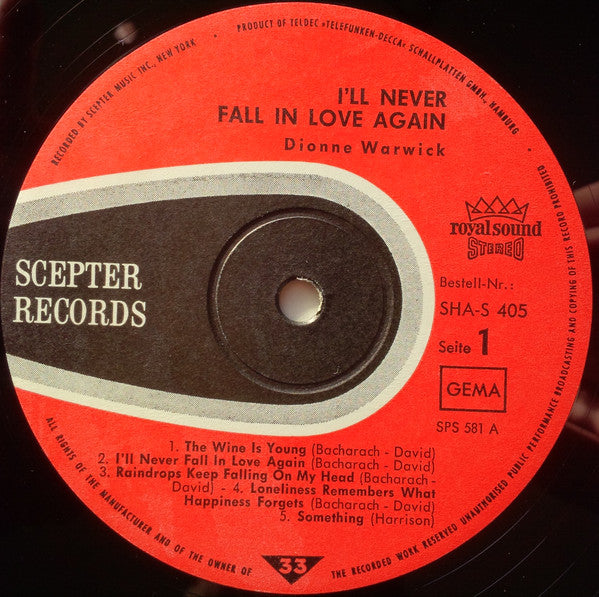 RECORDED BY SCEPTER MUSIC INC., NEW YORK • PRODUCT OF TELDEC »TELEFUNKEN-DECCA« SCHALLPLATTEN GMBH., HAMBURG •
I'LL NEVER
FALL IN LOVE AGAIN
Dionne Warwick
royal sound
STEREO
SCEPTER
RECORDS
Bestell-Nr.:
SHA-S 405
Seite 1
GEMA
SPS 581 A
1. The Wine Is Young (Bacharach - David)
2. I'll Never Fall In Love Again (Bacharach - David)
3. Raindrops Keep Falling On My Head (Bacharach -
David) - 4. Loneliness Remembers What
Happiness Forgets (Bacharach - David)
5. Something (Harrison)
ALL RIGHTS OF THE MANUFACTURER AND OF THE OWNER OF THE RECORDED WORK RESERVED UNAUTHORISED PUBLIC PERFORMANCE BROADCASTING AND COPYING OF THIS RECORD PROHIBITED
33